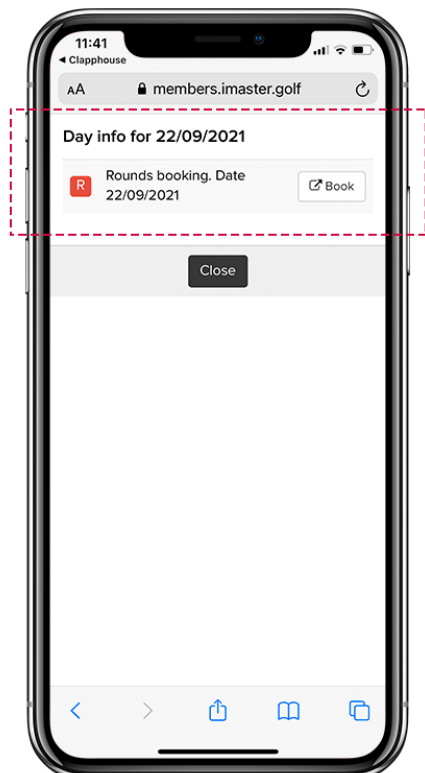 11:41
◀ Clapphouse
AA members.imaster.golf
Day info for 22/09/2021
R Rounds booking. Date
22/09/2021
Book
Close